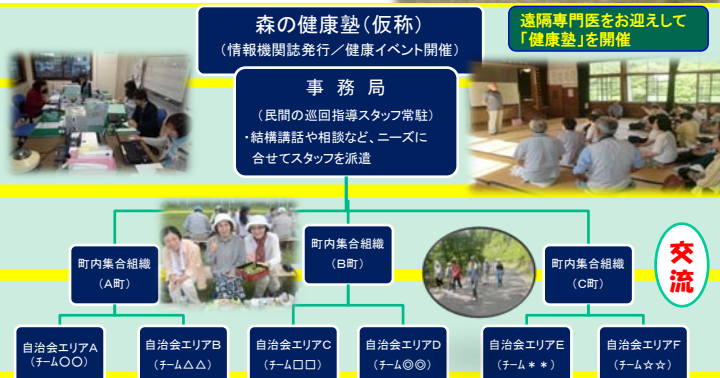 森の健康塾（仮称）
（情報機関誌発行／健康イベント開催）
遠隔専門医をお迎えして
「健康塾」を開催
事 務 局
（民間の巡回指導スタッフ常駐）
・結構講話や相談など、ニーズに
合せてスタッフを派遣
町内集合組織
（A町）
町内集合組織
（B町）
町内集合組織
（C町）
交流
自治会エリアA
（チーム〇〇）
自治会エリアB
（チーム△△）
自治会エリアC
（チーム□□）
自治会エリアD
（チーム◎◎）
自治会エリアE
（チーム＊＊）
自治会エリアF
（チーム☆☆）